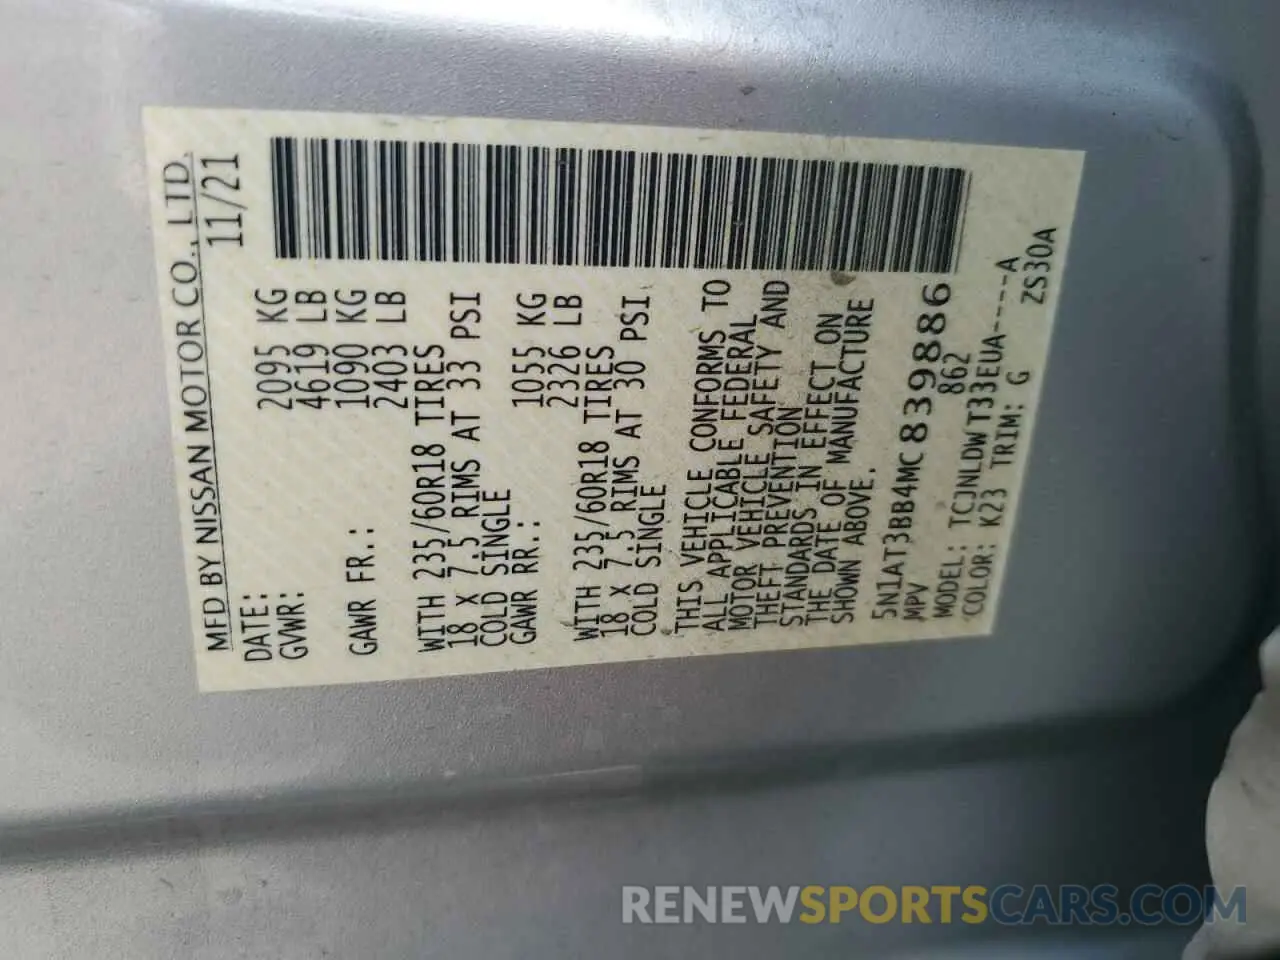 MFD BY NISSAN MOTOR CO., LTD.
DATE: 11/21
GVWR: 2095 KG
4619 LB
GAWR FR.: 1090 KG
2403 LB
WITH 235/60R18 TIRES
18 X 7.5 RIMS AT 33 PSI
COLD SINGLE
GAWR RR.: 1055 KG
2326 LB
WITH 235/60R18 TIRES
18 X 7.5 RIMS AT 30 PSI
COLD SINGLE
THIS VEHICLE CONFORMS TO
ALL APPLICABLE FEDERAL
MOTOR VEHICLE SAFETY AND
THEFT PREVENTION
STANDARDS IN EFFECT ON
THE DATE OF MANUFACTURE
SHOWN ABOVE.
5N1AT3BB4MC839886
MPV 862
MODEL: TCJNLDW T33EUA-----A
COLOR: K23 TRIM: G ZS30A
RENEWSPORTSCARS.COM